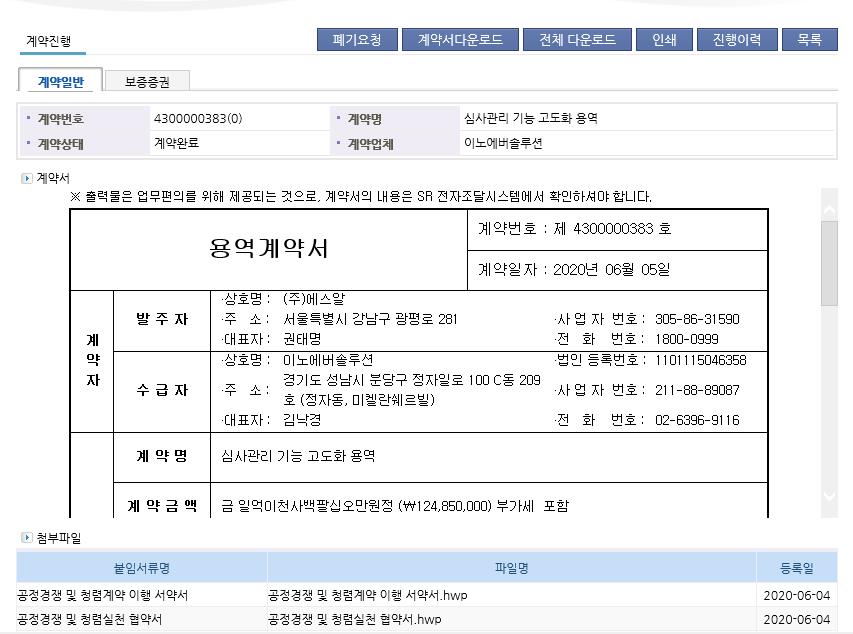 계약진행
폐기요청 계약서다운로드 전체 다운로드 인쇄 진행이력 목록
계약일반 보증증권
계약번호 4300000383(0) 계약명 심사관리 기능 고도화 용역
계약상태 계약완료 계약업체 이노에버솔루션
계약서
※ 출력물은 업무편의를 위해 제공되는 것으로, 계약서의 내용은 SR 전자조달시스템에서 확인하셔야 합니다.
용역계약서
계약번호 : 제 4300000383 호
계약일자 : 2020년 06월 05일
계약자
발 주 자
·상호명 : (주)에스알
·주 소 : 서울특별시 강남구 광평로 281 ·사 업 자 번호 : 305-86-31590
·대표자 : 권태명 ·전 화 번호 : 1800-0999
수 급 자
·상호명 : 이노에버솔루션 ·법인 등록번호 : 1101115046358
·주 소 : 경기도 성남시 분당구 정자일로 100 C동 209
호 (정자동, 미켈란쉐르빌) ·사 업 자 번호 : 211-88-89087
·대표자 : 김낙경 ·전 화 번호 : 02-6396-9116
계 약 명 심사관리 기능 고도화 용역
계 약 금 액 금 일억이천사백팔십오만원정 (₩124,850,000) 부가세 포함
첨부파일
붙임서류명 파일명 등록일
공정경쟁 및 청렴계약 이행 서약서 공정경쟁 및 청렴계약 이행 서약서.hwp 2020-06-04
공정경쟁 및 청렴실천 협약서 공정경쟁 및 청렴실천 협약서.hwp 2020-06-04